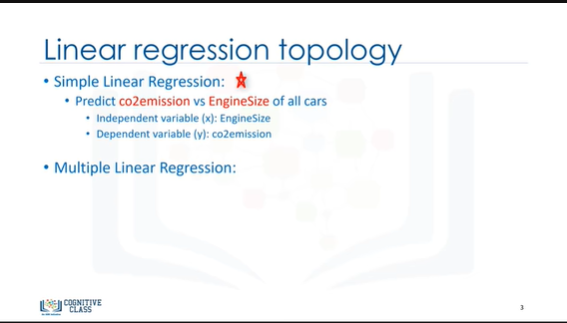 Linear regression topology
• Simple Linear Regression:
• Predict co2emission vs EngineSize of all cars
• Independent variable (x): EngineSize
• Dependent variable (y): co2emission
• Multiple Linear Regression:
COGNITIVE
CLASS
3